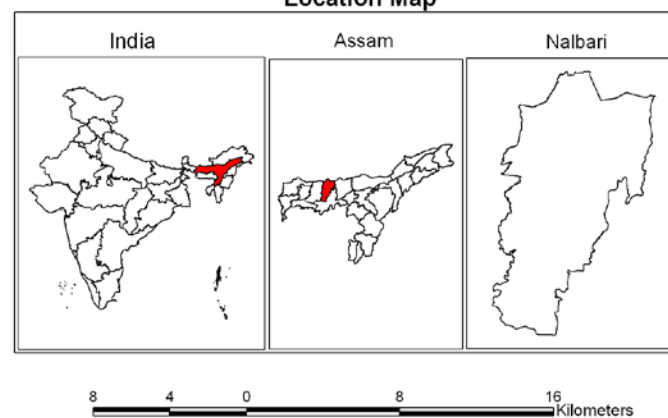 Location Map
India
Assam
Nalbari
8 4 0 8 16
Kilometers